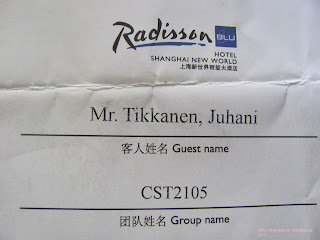 Radisson BLU
HOTEL
SHANGHAI NEW WORLD
上海新世界丽笙大酒店
Mr. Tikkanen, Juhani
客人姓名 Guest name
CST2105
团队姓名 Group name